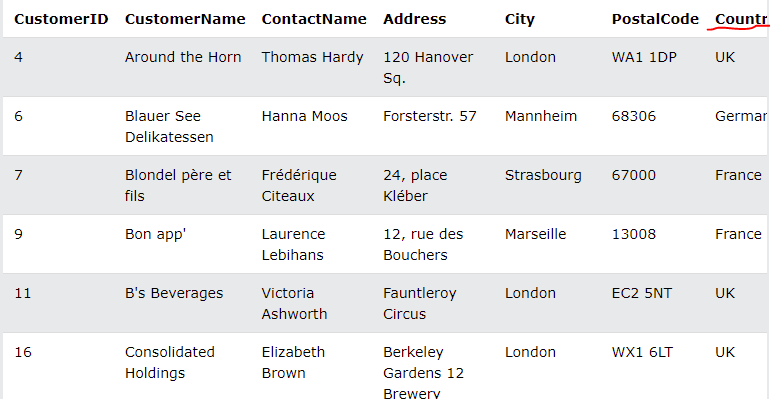 CustomerID CustomerName ContactName Address City PostalCode Countr
4 Around the Horn Thomas Hardy 120 Hanover London WA1 1DP UK
Sq.
6 Blauer See Hanna Moos Forsterstr. 57 Mannheim 68306 German
Delikatessen
7 Blondel père et Frédérique 24, place Strasbourg 67000 France
fils Citeaux Kléber
9 Bon app' Laurence 12, rue des Marseille 13008 France
Lebihans Bouchers
11 B's Beverages Victoria Fauntleroy London EC2 5NT UK
Ashworth Circus
16 Consolidated Elizabeth Berkeley London WX1 6LT UK
Holdings Brown Gardens 12
Brewery